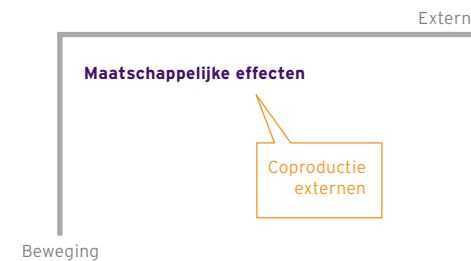 Extern
Maatschappelijke effecten
Coproductie
externen
Beweging